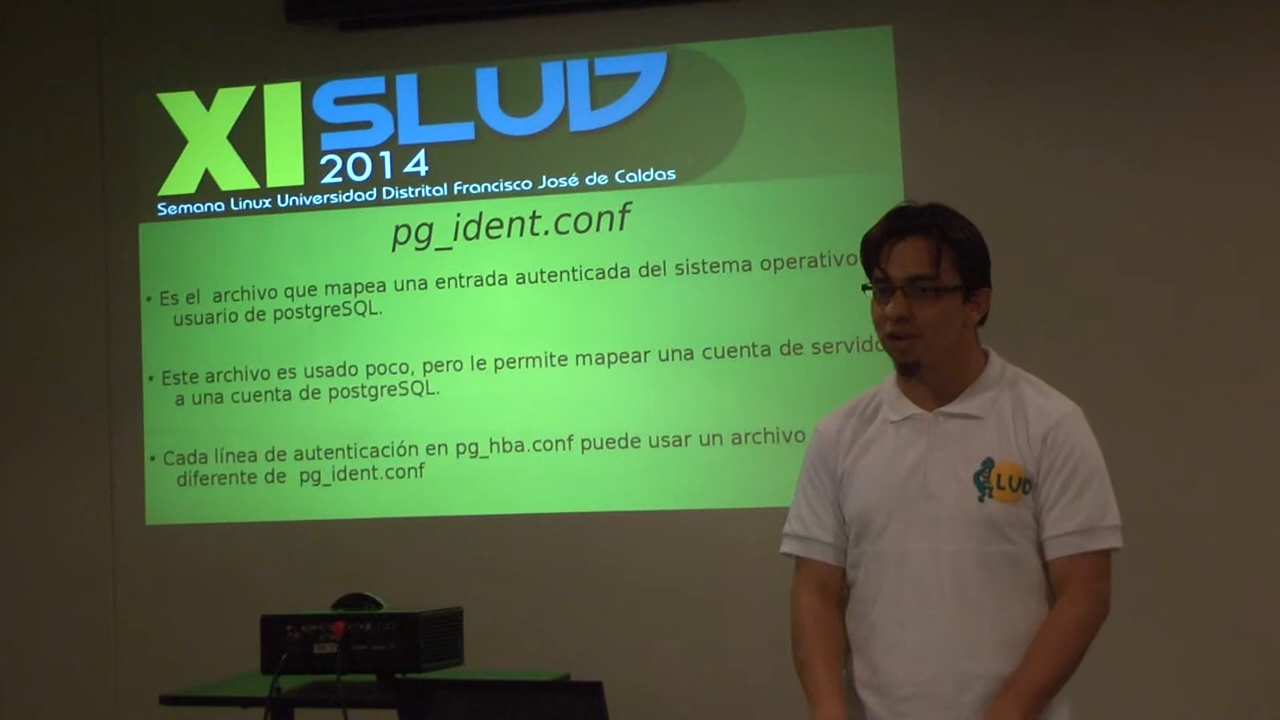 XI SLUD
2014
Semana Linux Universidad Distrital Francisco José de Caldas
pg_ident.conf
• Es el archivo que mapea una entrada autenticada del sistema operativo
usuario de postgreSQL.
• Este archivo es usado poco, pero le permite mapear una cuenta de
a una cuenta de postgreSQL.
• Cada línea de autenticación en pg_hba.conf puede usar un archivo
diferente de pg_ident.conf
LUD